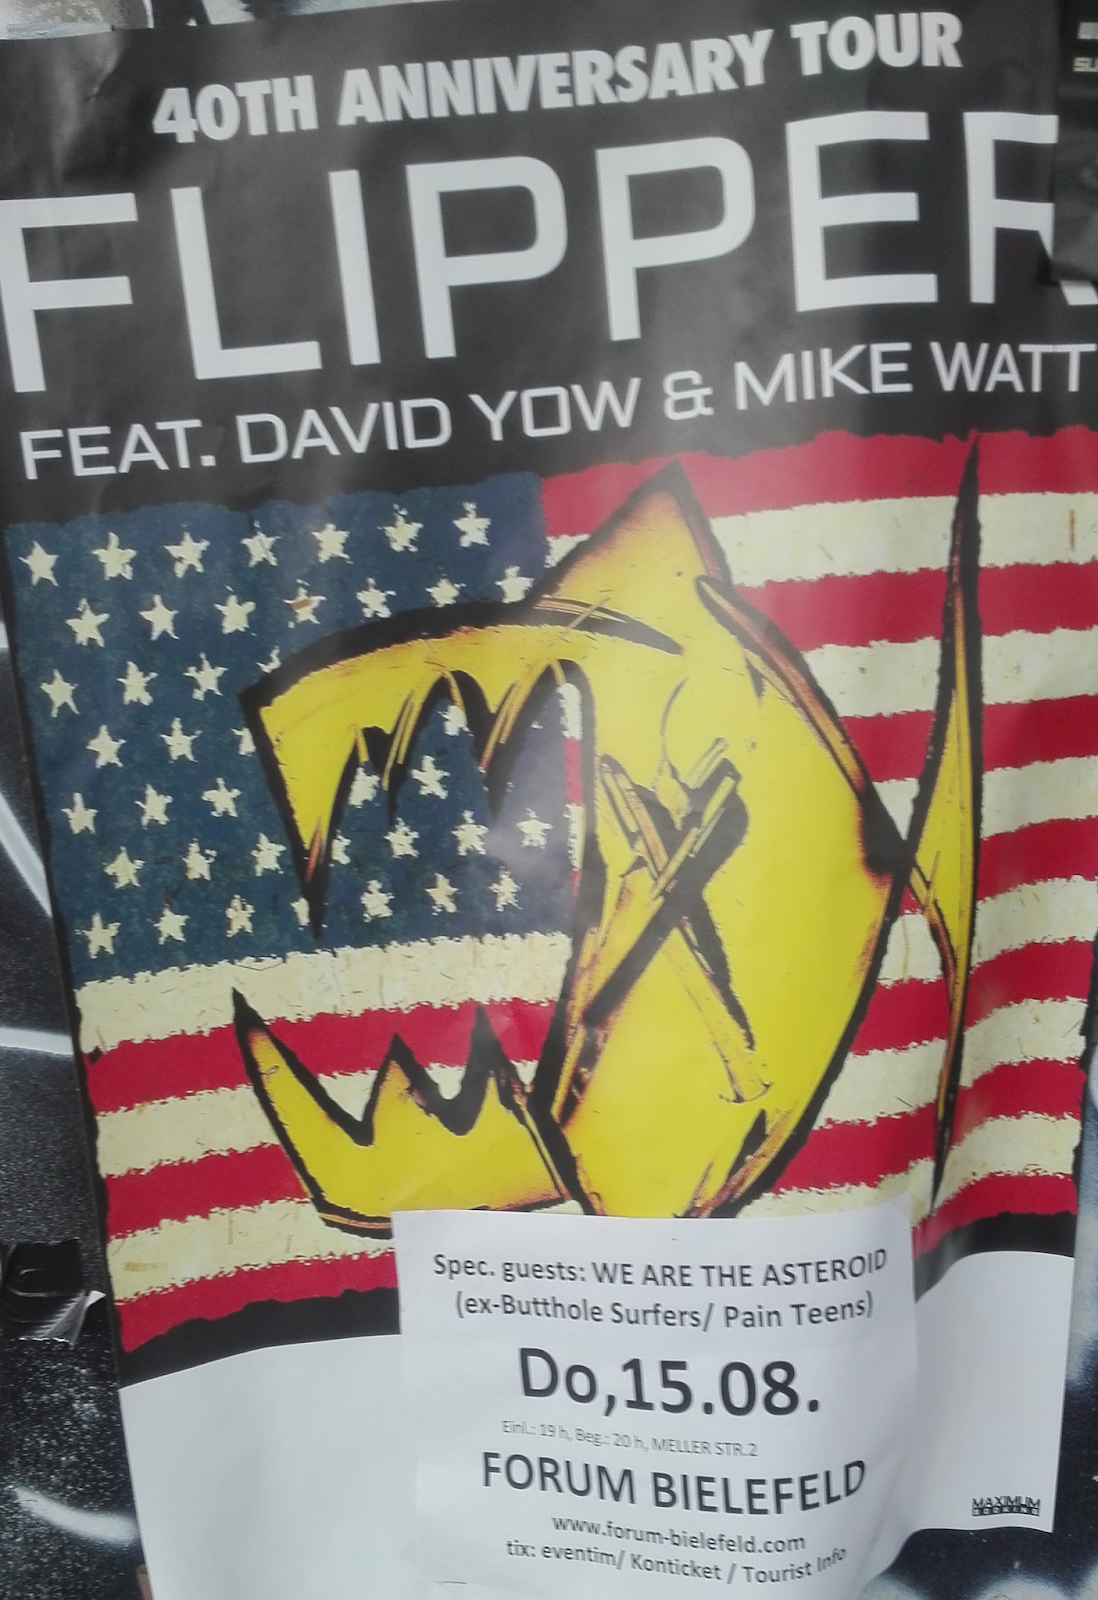 40TH ANNIVERSARY TOUR
FLIPPER
FEAT. DAVID YOW & MIKE WATT
Spec. guests: WE ARE THE ASTEROID
(ex-Butthole Surfers/ Pain Teens)
Do,15.08.
Einl.: 19 h, Beg.: 20 h, MELLER STR.2
FORUM BIELEFELD
www.forum-bielefeld.com
tix: eventim/ Konticket / Tourist Info
MAXIMUM
BOOKING